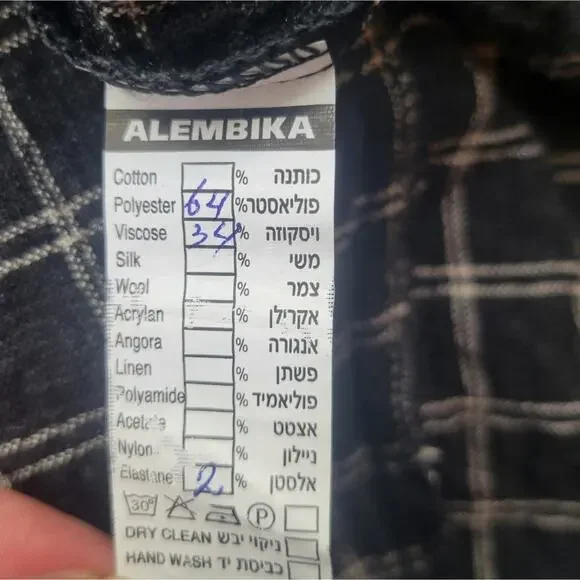 ALEMBIKA
Cotton % כותנה
Polyester 64 % פוליאסטר
Viscose 34 % ויסקוזה
Silk % משי
Wool % צמר
Acrylan % אקרילן
Angora % אנגורה
Linen % פשתן
Polyamide % פוליאמיד
Acetate % אצטט
Nylon % ניילון
Elastane 2 % אלסטן
30° P
DRY CLEAN ניקוי יבש
HAND WASH כביסת יד